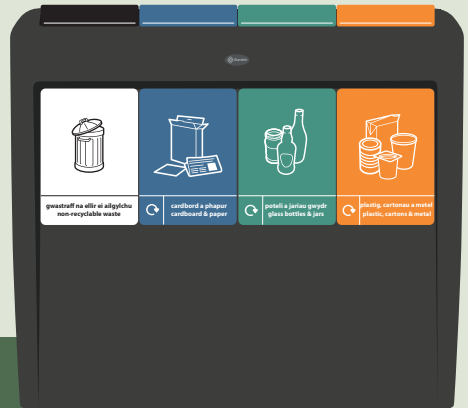 gwastraff na ellir ei ailgylchu
non-recyclable waste
cardbord a phapur
cardboard & paper
poteli a jariau gwydr
glass bottles & jars
plastig, cartonau a metel
plastic, cartons & metal